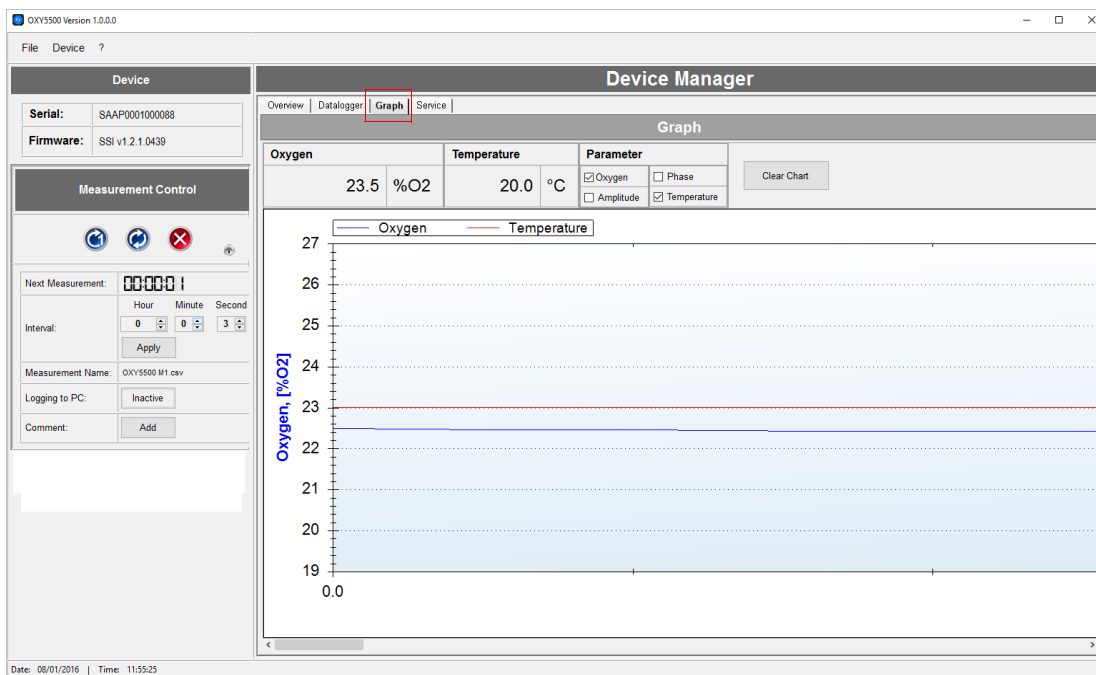 OXY5500 Version 1.0.0.0
File Device ?
Device
Serial: SAAP0001000088
Firmware: SSI v1.2.1.0439
Measurement Control
1
Next Measurement: 00:00:01
Hour Minute Second
Interval: 0 0 3
Apply
Measurement Name: OXY5500 M1.csv
Logging to PC: Inactive
Comment: Add
Device Manager
Overview Datalogger Graph Service
Graph
Oxygen Temperature Parameter
23.5 %O2 20.0 °C
Oxygen Phase
Amplitude Temperature
Clear Chart
Oxygen Temperature
Oxygen, [%O2]
27
26
25
24
23
22
21
20
19
0.0
Date: 08/01/2016 | Time: 11:55:25